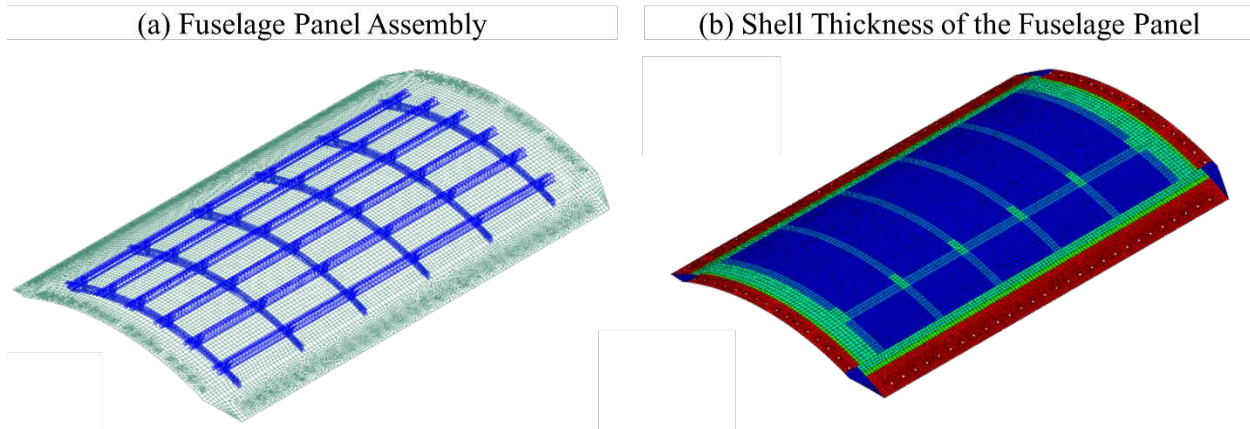 (a) Fuselage Panel Assembly
(b) Shell Thickness of the Fuselage Panel